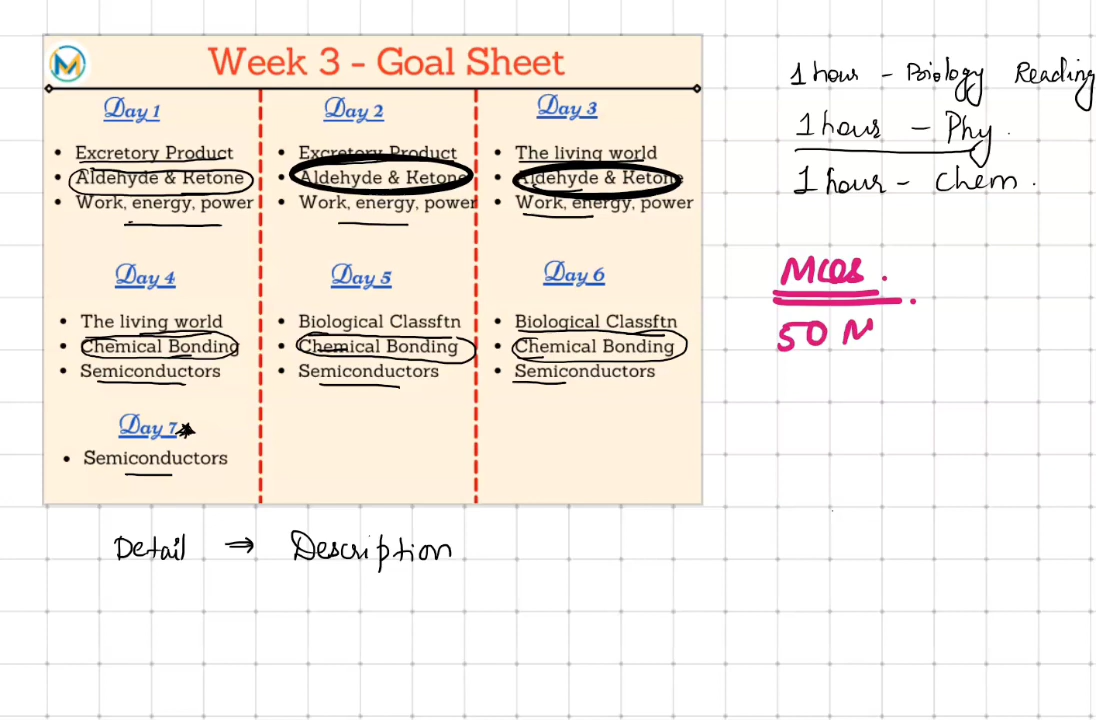 Week 3 - Goal Sheet
Day 1
• Excretory Product
• Aldehyde & Ketone
• Work, energy, power
Day 2
• Excretory Product
• Aldehyde & Ketone
• Work, energy, power
Day 3
• The living world
• Aldehyde & Ketone
• Work, energy, power
Day 4
• The living world
• Chemical Bonding
• Semiconductors
Day 5
• Biological Classftn
• Chemical Bonding
• Semiconductors
Day 6
• Biological Classftn
• Chemical Bonding
• Semiconductors
Day 7
• Semiconductors
Detail ⇒ Description
1 hour - Biology Reading
1 hour - Phy.
1 hour - Chem.
MCQS.
50 M